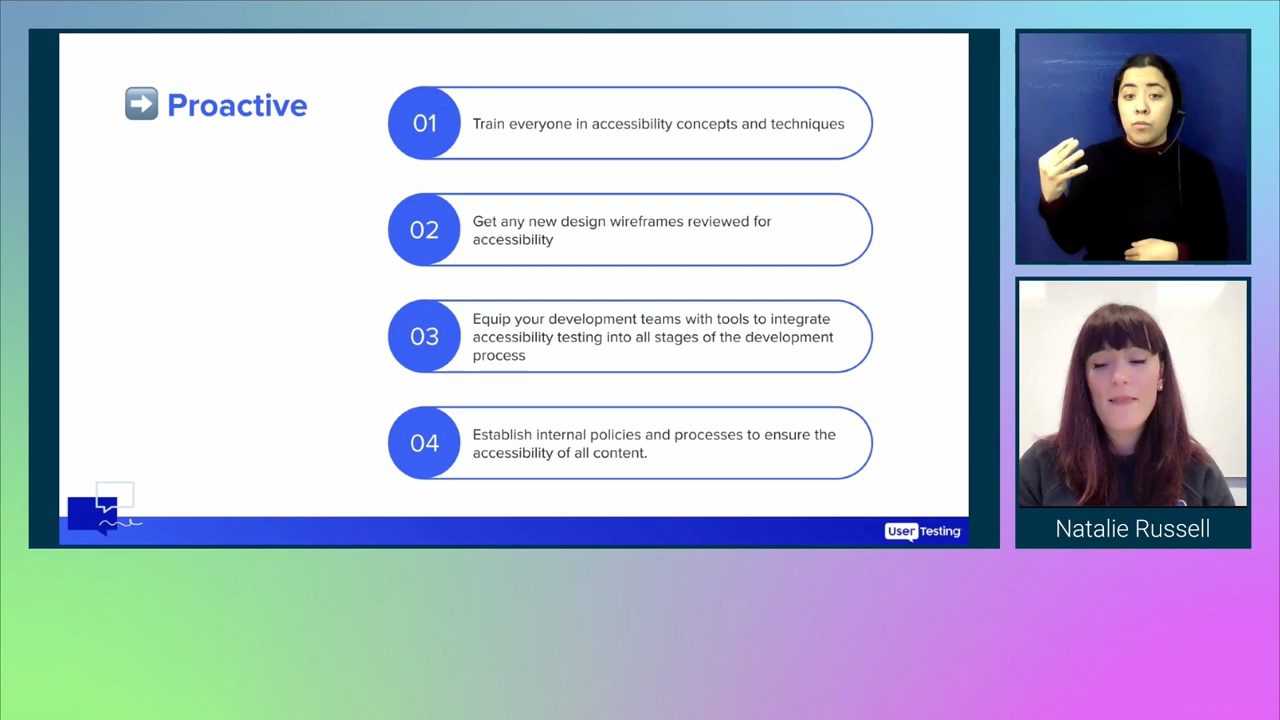 Proactive
01
Train everyone in accessibility concepts and techniques
02
Get any new design wireframes reviewed for
accessibility
03
Equip your development teams with tools to integrate
accessibility testing into all stages of the development
process
04
Establish internal policies and processes to ensure the
accessibility of all content.
UserTesting
Natalie Russell